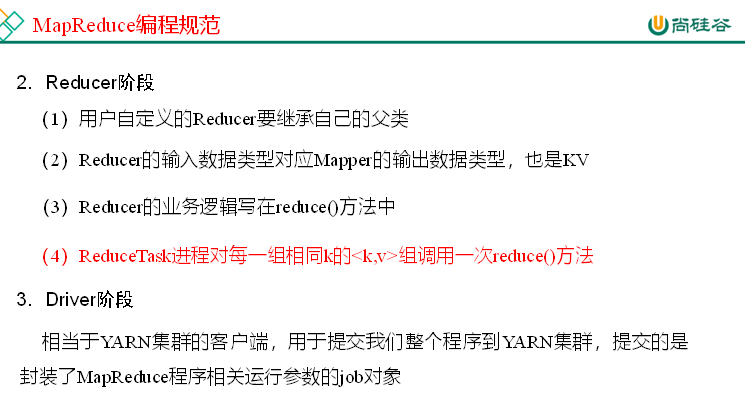 MapReduce编程规范
尚硅谷
2．Reducer阶段
（1）用户自定义的Reducer要继承自己的父类
（2）Reducer的输入数据类型对应Mapper的输出数据类型，也是KV
（3）Reducer的业务逻辑写在reduce()方法中
（4）ReduceTask进程对每一组相同k的<k,v>组调用一次reduce()方法
3．Driver阶段
相当于YARN集群的客户端，用于提交我们整个程序到YARN集群，提交的是
封装了MapReduce程序相关运行参数的job对象